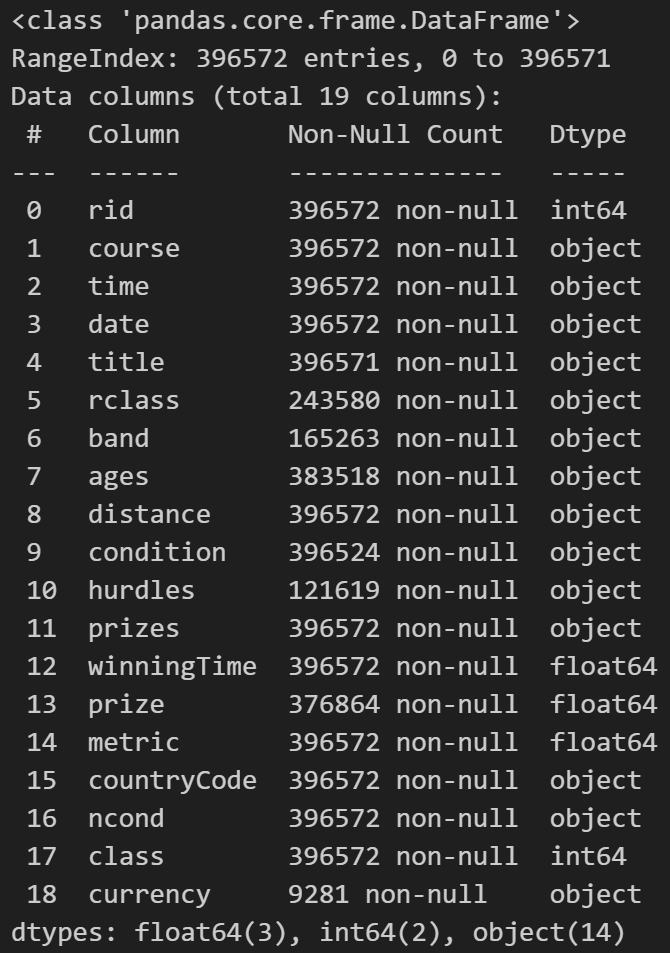 <class 'pandas.core.frame.DataFrame'>
RangeIndex: 396572 entries, 0 to 396571
Data columns (total 19 columns):
 #   Column       Non-Null Count   Dtype
---  ------       --------------   -----
 0   rid          396572 non-null  int64
 1   course       396572 non-null  object
 2   time         396572 non-null  object
 3   date         396572 non-null  object
 4   title        396571 non-null  object
 5   rclass       243580 non-null  object
 6   band         165263 non-null  object
 7   ages         383518 non-null  object
 8   distance     396572 non-null  object
 9   condition    396524 non-null  object
 10  hurdles      121619 non-null  object
 11  prizes       396572 non-null  object
 12  winningTime  396572 non-null  float64
 13  prize        376864 non-null  float64
 14  metric       396572 non-null  float64
 15  countryCode  396572 non-null  object
 16  ncond        396572 non-null  object
 17  class        396572 non-null  int64
 18  currency     9281 non-null    object
dtypes: float64(3), int64(2), object(14)